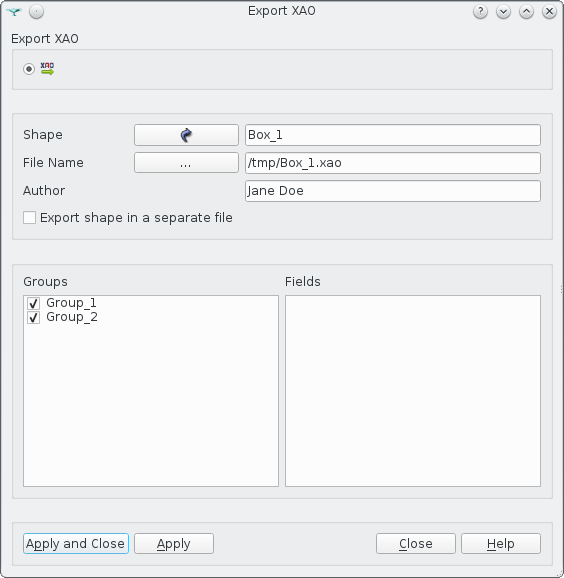 Export XAO
Export XAO
XAO
Shape Box_1
File Name ... /tmp/Box_1.xao
Author Jane Doe
Export shape in a separate file
Groups Fields
Group_1
Group_2
Apply and Close Apply Close Help